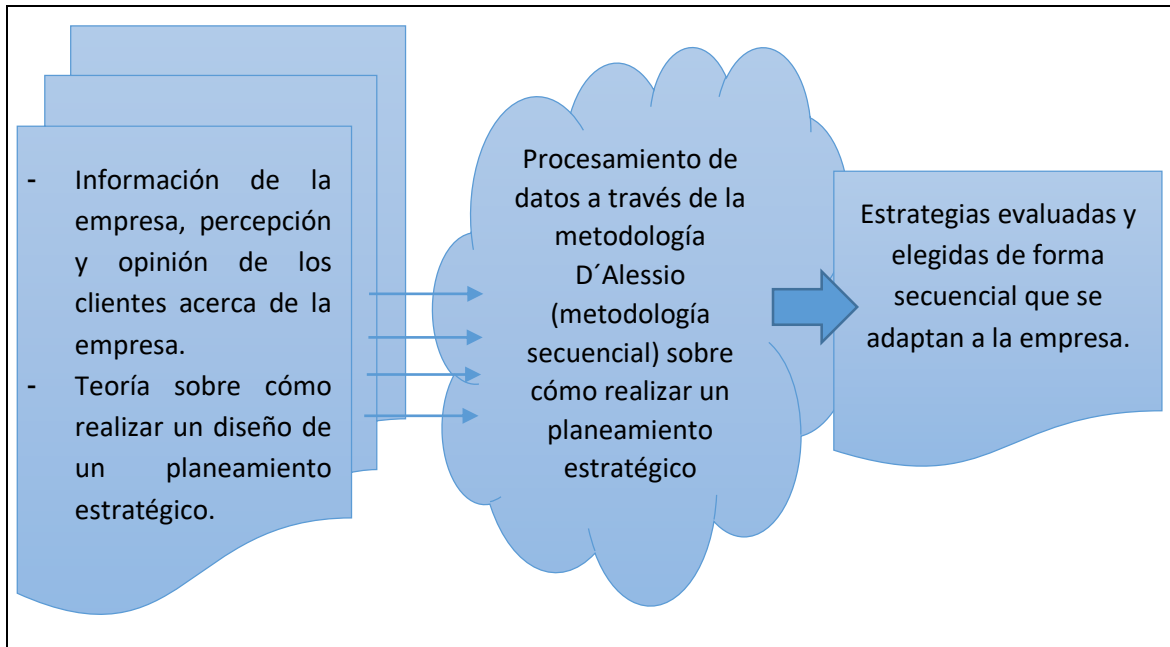 - Información de la
empresa, percepción
y opinión de los
clientes acerca de la
empresa.
- Teoría sobre cómo
realizar un diseño de
un planeamiento
estratégico.
Procesamiento de
datos a través de la
metodología
D´Alessio
(metodología
secuencial) sobre
cómo realizar un
planeamiento
estratégico
Estrategias evaluadas y
elegidas de forma
secuencial que se
adaptan a la empresa.